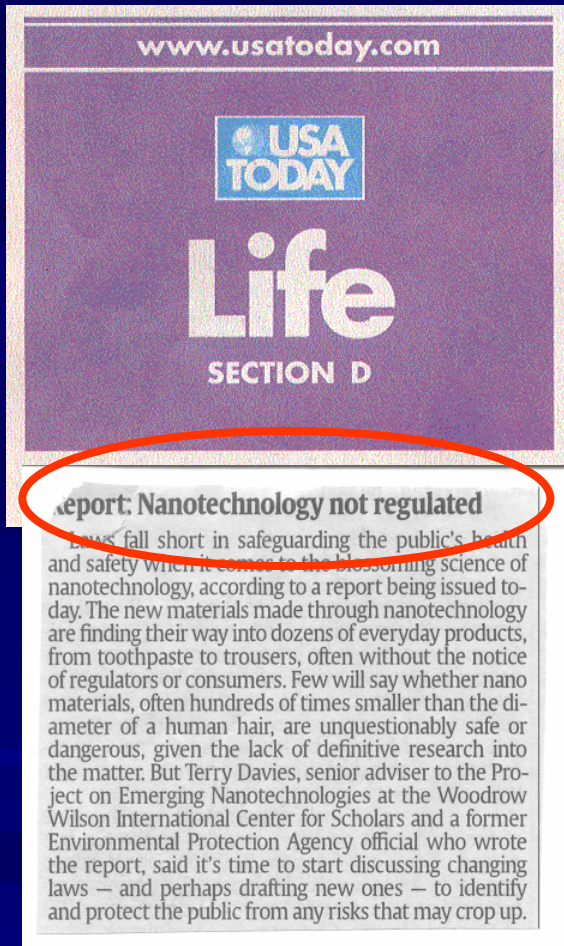 www.usatoday.com
USA
TODAY
Life
SECTION D
Report: Nanotechnology not regulated
Laws fall short in safeguarding the public's health
and safety when it comes to the blossoming science of
nanotechnology, according to a report being issued to-
day. The new materials made through nanotechnology
are finding their way into dozens of everyday products,
from toothpaste to trousers, often without the notice
of regulators or consumers. Few will say whether nano
materials, often hundreds of times smaller than the di-
ameter of a human hair, are unquestionably safe or
dangerous, given the lack of definitive research into
the matter. But Terry Davies, senior adviser to the Pro-
ject on Emerging Nanotechnologies at the Woodrow
Wilson International Center for Scholars and a former
Environmental Protection Agency official who wrote
the report, said it's time to start discussing changing
laws — and perhaps drafting new ones — to identify
and protect the public from any risks that may crop up.